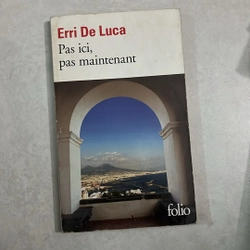 Erri De Luca
Pas ici,
pas maintenant
folio